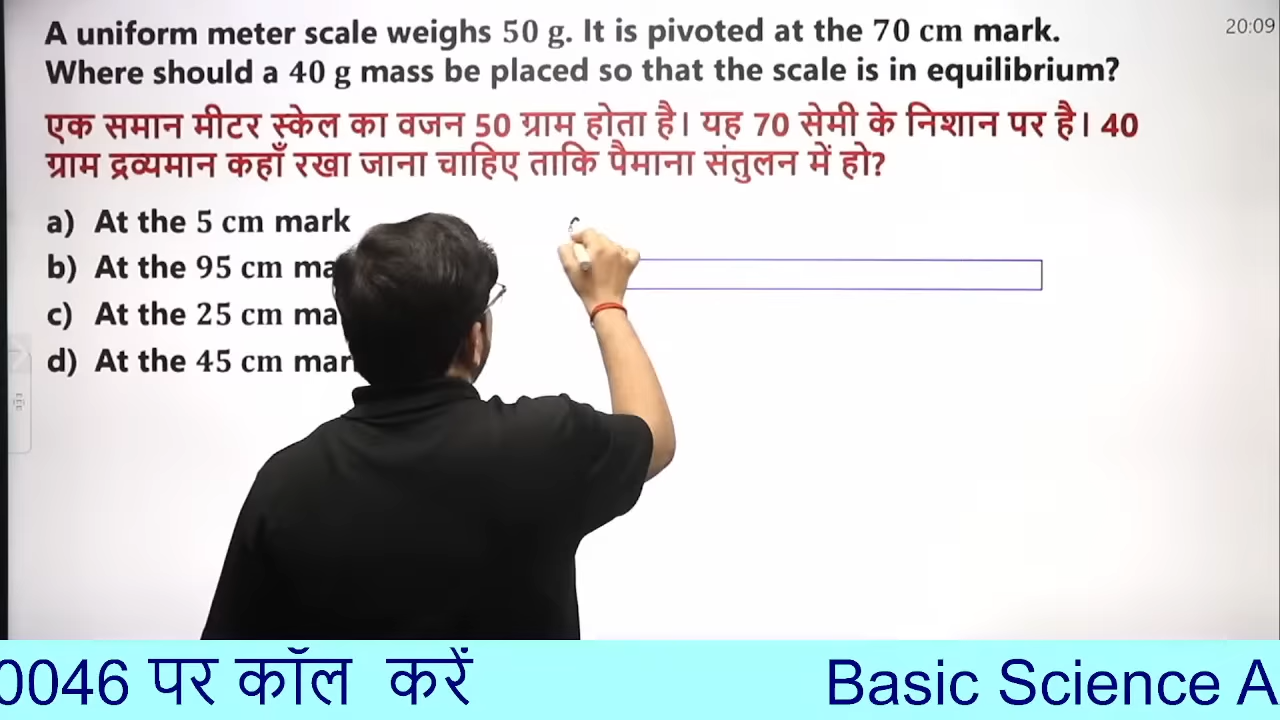 A uniform meter scale weighs 50 g. It is pivoted at the 70 cm mark.
20:09
Where should a 40 g mass be placed so that the scale is in equilibrium?
एक समान मीटर स्केल का वजन 50 ग्राम होता है। यह 70 सेमी के निशान पर है। 40
ग्राम द्रव्यमान कहाँ रखा जाना चाहिए ताकि पैमाना संतुलन में हो?
a) At the 5 cm mark
b) At the 95 cm ma
c) At the 25 cm ma
d) At the 45 cm mar
0046 पर कॉल करें
Basic Science A